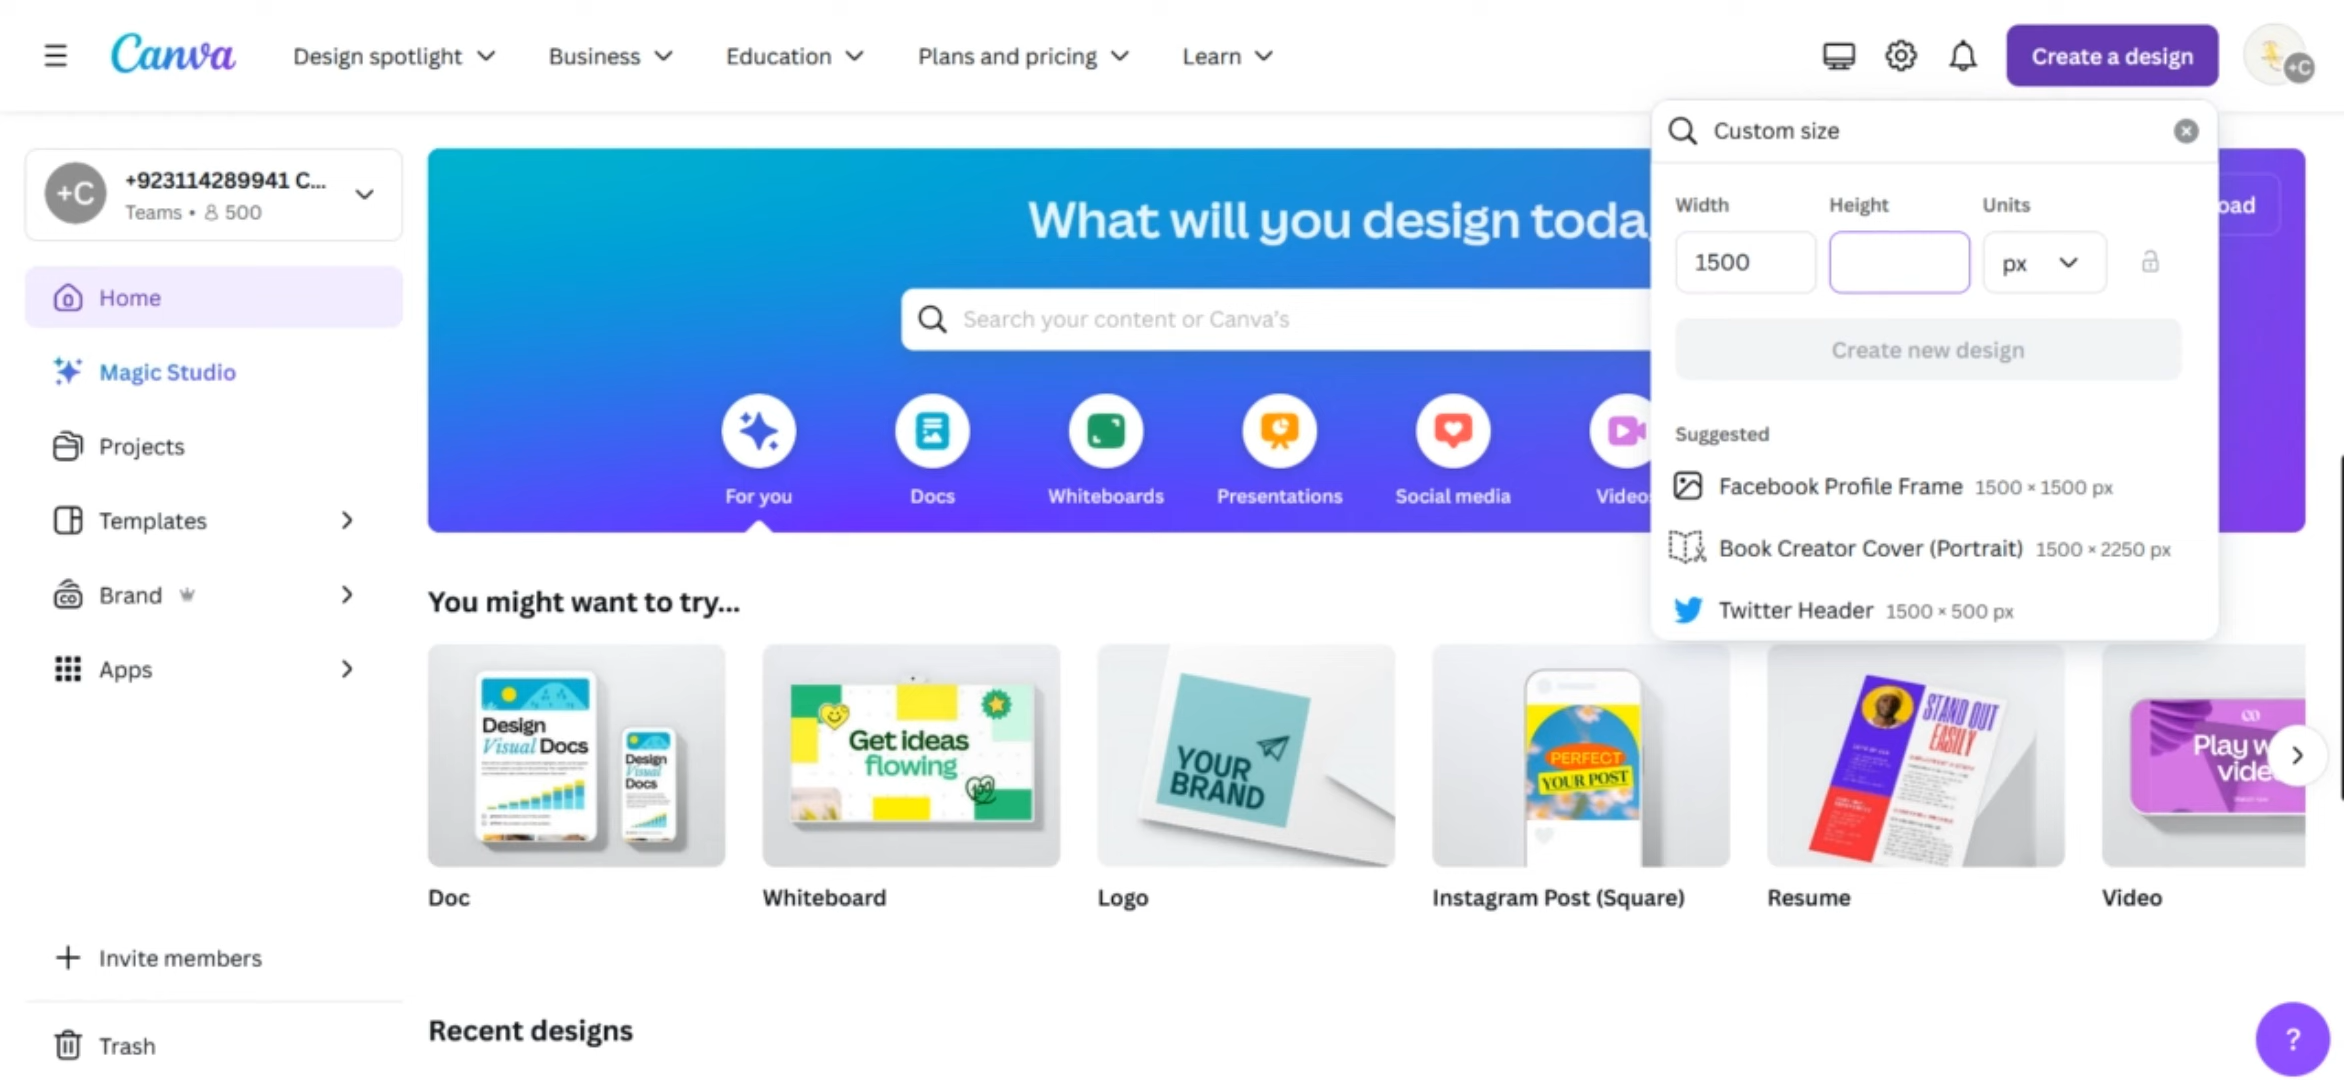 Canva
Design spotlight
Business
Education
Plans and pricing
Learn
Create a design
+C
+C
+923114289941 C...
Teams • 500
Home
Magic Studio
Projects
Templates
Brand
Apps
Invite members
Trash
What will you design toda
Search your content or Canva's
For you
Docs
Whiteboards
Presentations
Social media
Video
oad
Custom size
Width
Height
Units
1500
px
Create new design
Suggested
Facebook Profile Frame 1500 × 1500 px
Book Creator Cover (Portrait) 1500 × 2250 px
Twitter Header 1500 × 500 px
You might want to try...
Design
Visual Docs
Design
Visual
Docs
Get ideas
flowing
YOUR
BRAND
PERFECT
YOUR POST
STAND OUT
EASILY
Play w
vide
Doc
Whiteboard
Logo
Instagram Post (Square)
Resume
Video
Recent designs
?